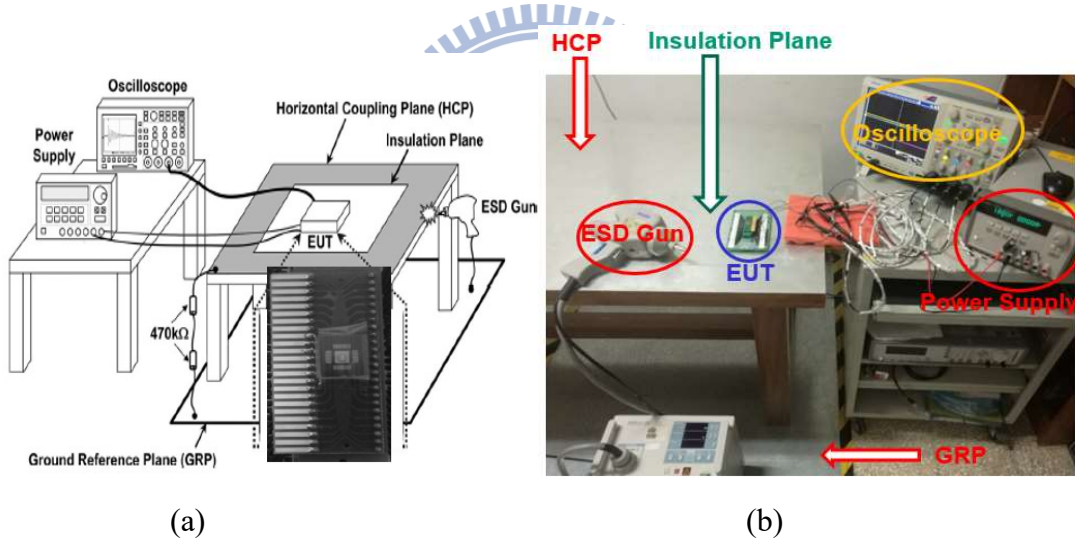 Oscilloscope
Power
Supply
Horizontal Coupling Plane (HCP)
Insulation Plane
ESD Gun
EUT
470kΩ
Ground Reference Plane (GRP)
(a)
HCP
Insulation Plane
Oscilloscope
ESD Gun
EUT
Power Supply
GRP
(b)